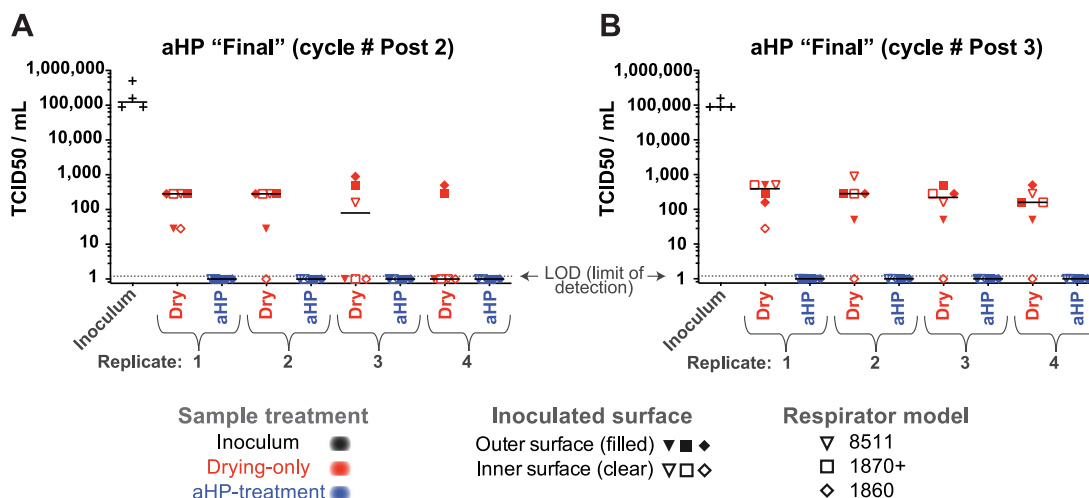 A
aHP “Final” (cycle # Post 2)
TCID50 / mL
1,000,000
100,000
10,000
1,000
100
10
1
Inoculum
Dry
aHP
Dry
aHP
Dry
aHP
Dry
aHP
Replicate: 1 2 3 4
LOD (limit of
detection)
B
aHP “Final” (cycle # Post 3)
TCID50 / mL
1,000,000
100,000
10,000
1,000
100
10
1
Inoculum
Dry
aHP
Dry
aHP
Dry
aHP
Dry
aHP
1 2 3 4
Sample treatment
Inoculum
Drying-only
aHP-treatment
Inoculated surface
Outer surface (filled)
Inner surface (clear)
Respirator model
8511
1870+
1860